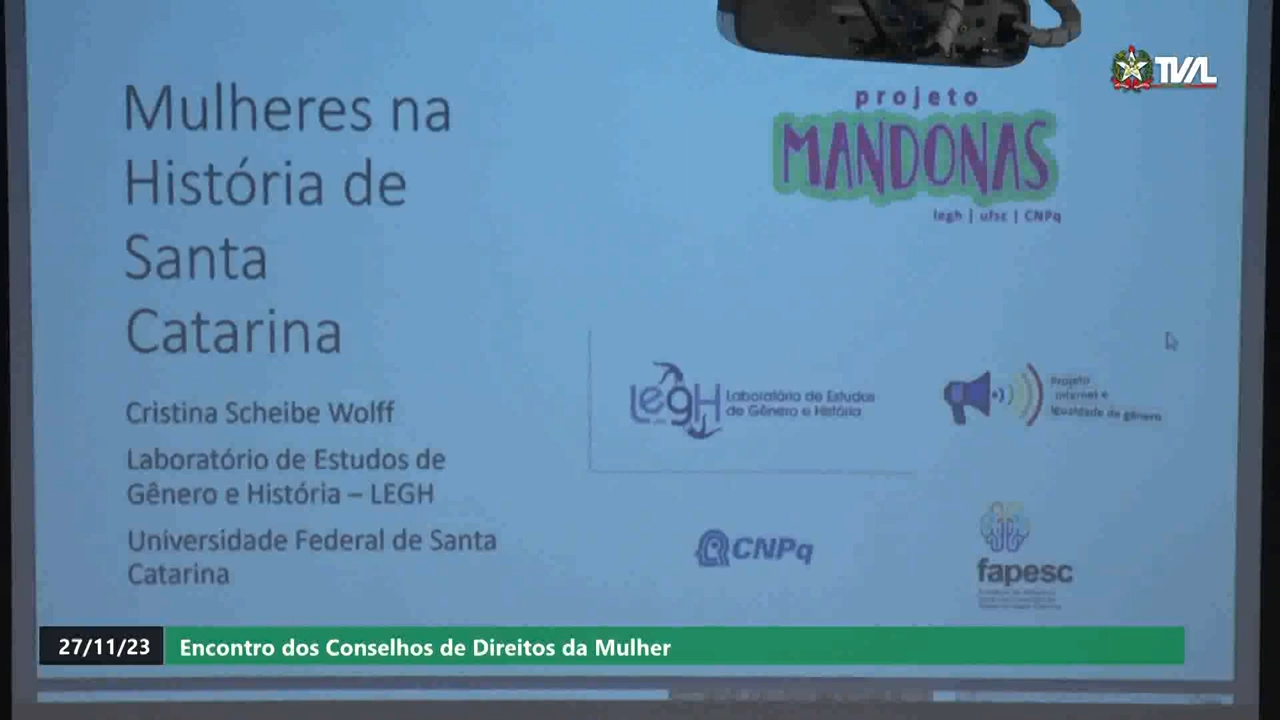 Mulheres na
História de
Santa
Catarina
Cristina Scheibe Wolff
Laboratório de Estudos de
Gênero e História – LEGH
Universidade Federal de Santa
Catarina
projeto
MANDONAS
legh | ufsc | CNPq
LEGH
Laboratório de Estudos
de Gênero e História
Projeto
Internet e
Igualdade de gênero
CNPq
fapesc
TVAL
27/11/23
Encontro dos Conselhos de Direitos da Mulher